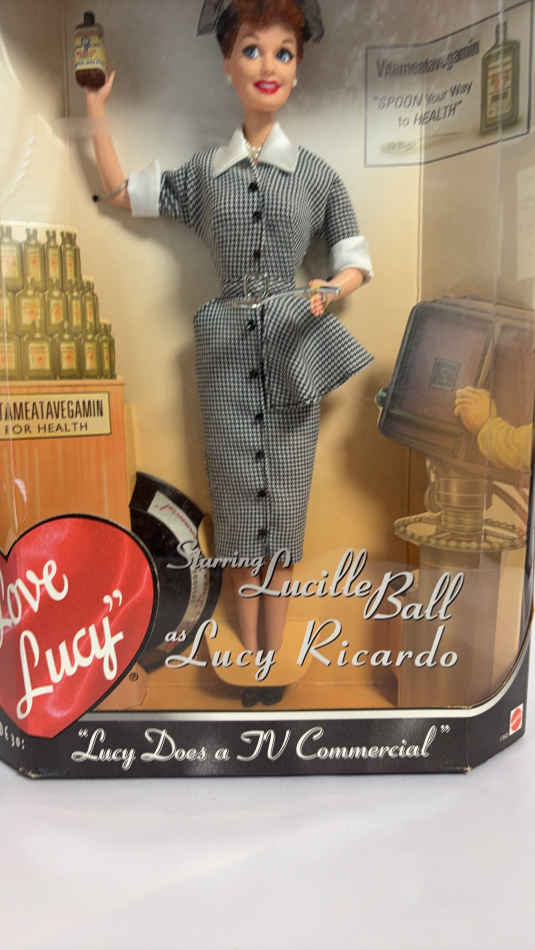 Vitameatavegamin
"SPOON Your Way
to HEALTH"
TAMEATAVEGAMIN
FOR HEALTH
Starring
Lucille Ball
as Lucy Ricardo
Love
Lucy"
®
"Lucy Does a TV Commercial"